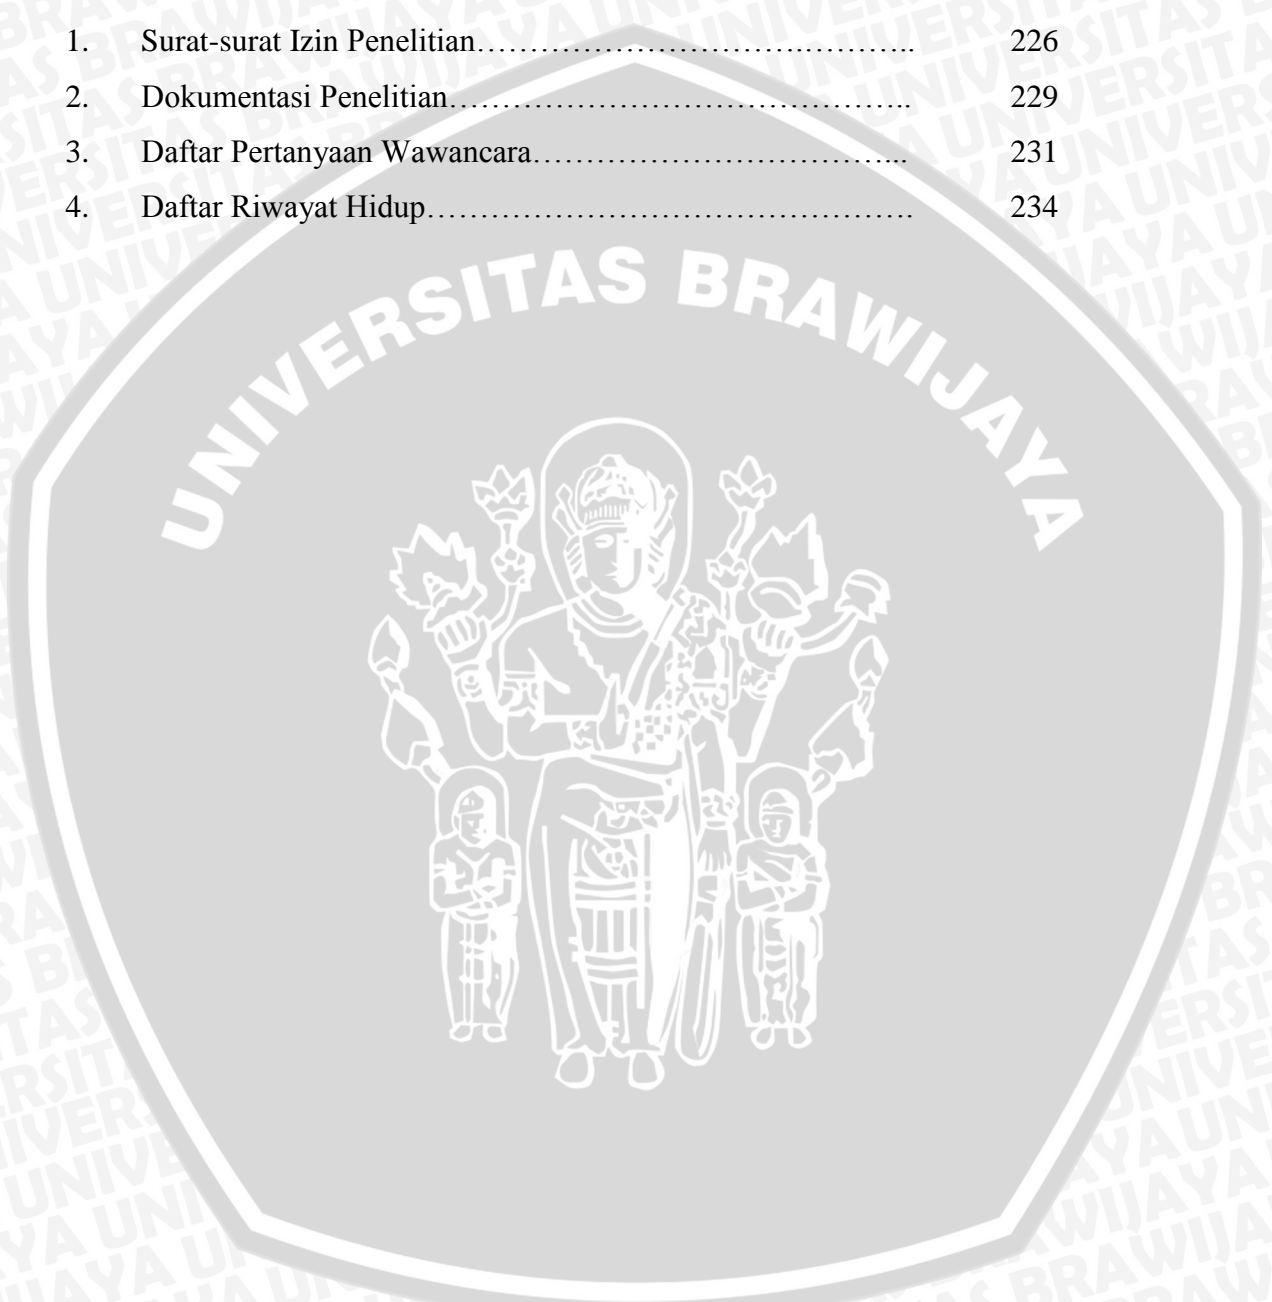 1. Surat-surat Izin Penelitian……………………………….……….. 226
2. Dokumentasi Penelitian…………………………………….. 229
3. Daftar Pertanyaan Wawancara……………………………... 231
4. Daftar Riwayat Hidup………………………………………. 234
UNIVERSITAS BRAWIJAYA